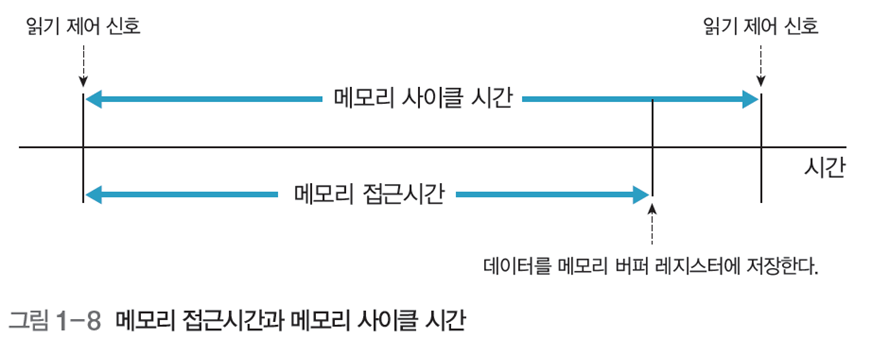 읽기 제어 신호
읽기 제어 신호
메모리 사이클 시간
시간
메모리 접근시간
데이터를 메모리 버퍼 레지스터에 저장한다.
그림 1-8 메모리 접근시간과 메모리 사이클 시간